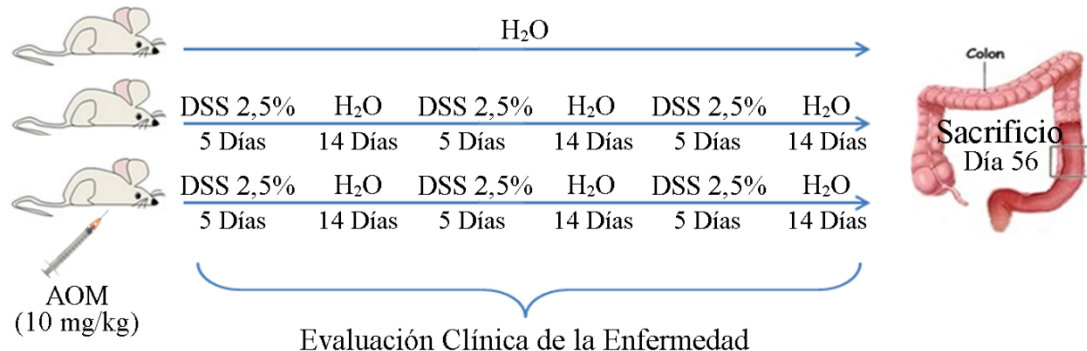 H₂O
Colon
DSS 2,5% H₂O DSS 2,5% H₂O DSS 2,5% H₂O
5 Días 14 Días 5 Días 14 Días 5 Días 14 Días
Sacrificio
Día 56
DSS 2,5% H₂O DSS 2,5% H₂O DSS 2,5% H₂O
5 Días 14 Días 5 Días 14 Días 5 Días 14 Días
AOM
(10 mg/kg)
Evaluación Clínica de la Enfermedad